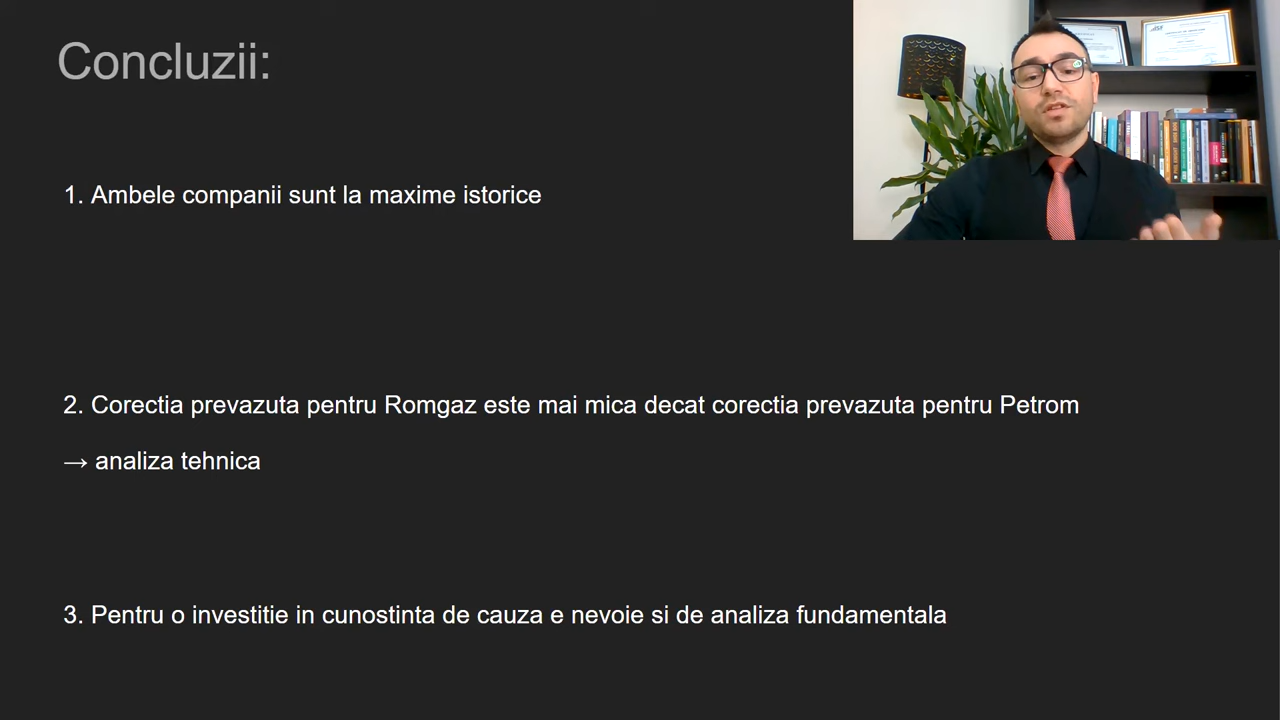 Concluzii:
1. Ambele companii sunt la maxime istorice
2. Corectia prevazuta pentru Romgaz este mai mica decat corectia prevazuta pentru Petrom
→ analiza tehnica
3. Pentru o investitie in cunostinta de cauza e nevoie si de analiza fundamentala